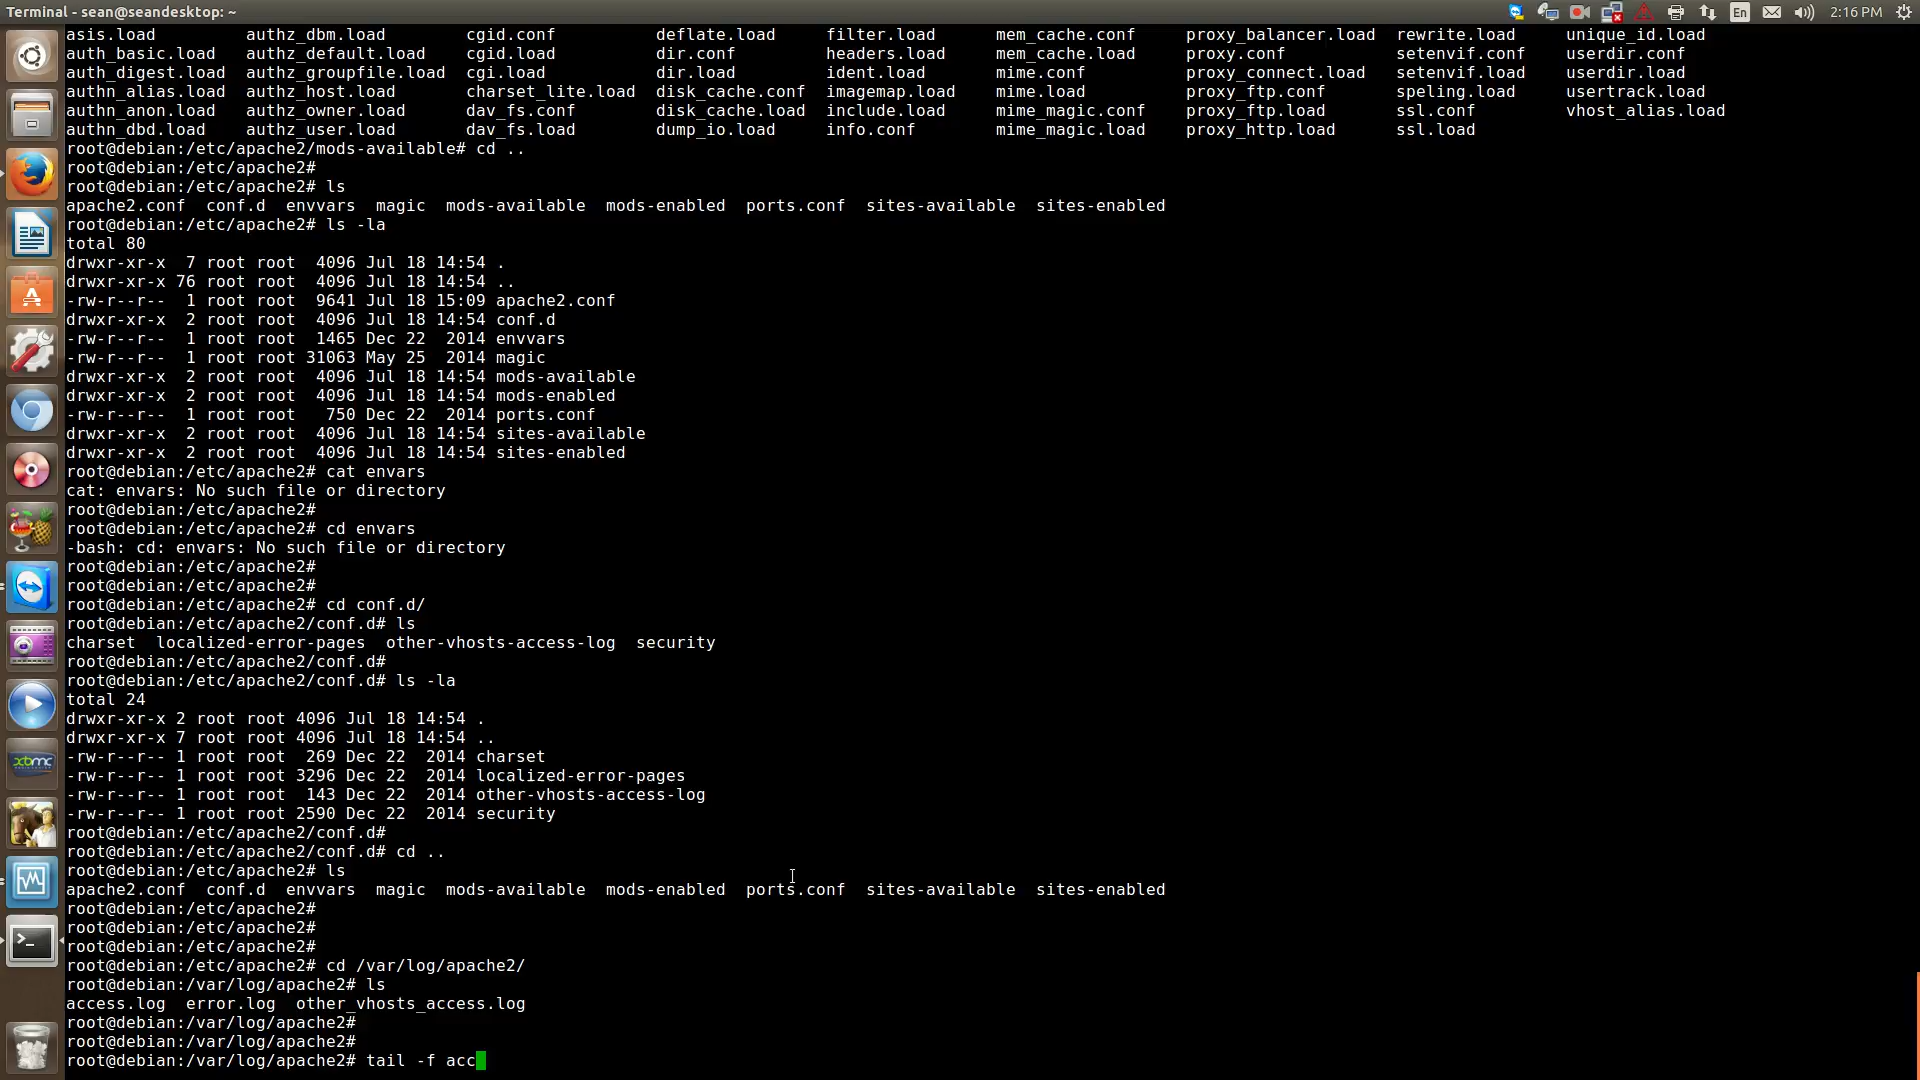 Terminal - sean@seandesktop: ~
En
2:16 PM
asis.load authz_dbm.load cgid.conf deflate.load filter.load mem_cache.conf proxy_balancer.load rewrite.load unique_id.load
auth_basic.load authz_default.load cgid.load dir.conf headers.load mem_cache.load proxy.conf setenvif.conf userdir.conf
auth_digest.load authz_groupfile.load cgi.load dir.load ident.load mime.conf proxy_connect.load setenvif.load userdir.load
authn_alias.load authz_host.load charset_lite.load disk_cache.conf imagemap.load mime.load proxy_ftp.conf speling.load usertrack.load
authn_anon.load authz_owner.load dav_fs.conf disk_cache.load include.load mime_magic.conf proxy_ftp.load ssl.conf vhost_alias.load
authn_dbd.load authz_user.load dav_fs.load dump_io.load info.conf mime_magic.load proxy_http.load ssl.load
root@debian:/etc/apache2/mods-available# cd ..
root@debian:/etc/apache2#
root@debian:/etc/apache2# ls
apache2.conf conf.d envvars magic mods-available mods-enabled ports.conf sites-available sites-enabled
root@debian:/etc/apache2# ls -la
total 80
drwxr-xr-x 7 root root 4096 Jul 18 14:54 .
drwxr-xr-x 76 root root 4096 Jul 18 14:54 ..
-rw-r--r-- 1 root root 9641 Jul 18 15:09 apache2.conf
drwxr-xr-x 2 root root 4096 Jul 18 14:54 conf.d
-rw-r--r-- 1 root root 1465 Dec 22 2014 envvars
-rw-r--r-- 1 root root 31063 May 25 2014 magic
drwxr-xr-x 2 root root 4096 Jul 18 14:54 mods-available
drwxr-xr-x 2 root root 4096 Jul 18 14:54 mods-enabled
-rw-r--r-- 1 root root 750 Dec 22 2014 ports.conf
drwxr-xr-x 2 root root 4096 Jul 18 14:54 sites-available
drwxr-xr-x 2 root root 4096 Jul 18 14:54 sites-enabled
root@debian:/etc/apache2# cat envars
cat: envars: No such file or directory
root@debian:/etc/apache2#
root@debian:/etc/apache2# cd envars
-bash: cd: envars: No such file or directory
root@debian:/etc/apache2#
root@debian:/etc/apache2#
root@debian:/etc/apache2# cd conf.d/
root@debian:/etc/apache2/conf.d# ls
charset localized-error-pages other-vhosts-access-log security
root@debian:/etc/apache2/conf.d#
root@debian:/etc/apache2/conf.d# ls -la
total 24
drwxr-xr-x 2 root root 4096 Jul 18 14:54 .
drwxr-xr-x 7 root root 4096 Jul 18 14:54 ..
-rw-r--r-- 1 root root 269 Dec 22 2014 charset
-rw-r--r-- 1 root root 3296 Dec 22 2014 localized-error-pages
-rw-r--r-- 1 root root 143 Dec 22 2014 other-vhosts-access-log
-rw-r--r-- 1 root root 2590 Dec 22 2014 security
root@debian:/etc/apache2/conf.d#
root@debian:/etc/apache2/conf.d# cd ..
root@debian:/etc/apache2# ls
apache2.conf conf.d envvars magic mods-available mods-enabled ports.conf sites-available sites-enabled
root@debian:/etc/apache2#
root@debian:/etc/apache2#
root@debian:/etc/apache2#
root@debian:/etc/apache2# cd /var/log/apache2/
root@debian:/var/log/apache2# ls
access.log error.log other_vhosts_access.log
root@debian:/var/log/apache2#
root@debian:/var/log/apache2#
root@debian:/var/log/apache2# tail -f acc
xbmc